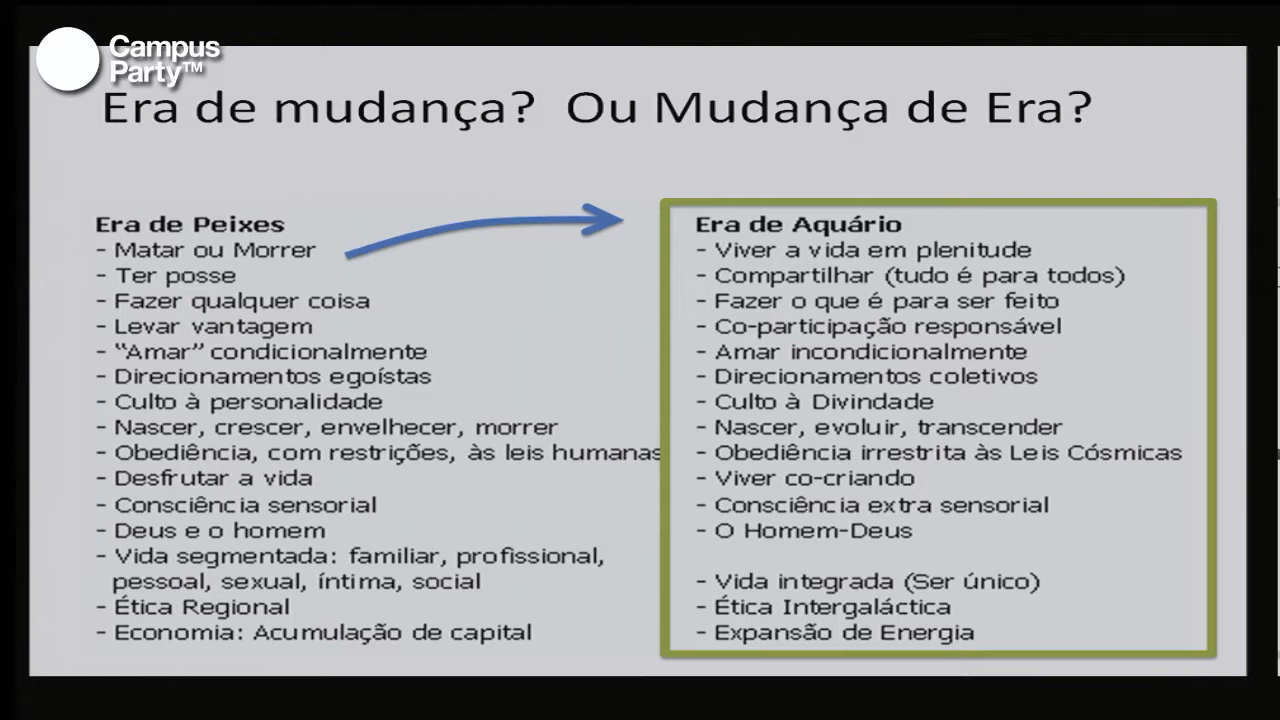 Campus
Party™
Era de mudança? Ou Mudança de Era?
Era de Peixes
- Matar ou Morrer
- Ter posse
- Fazer qualquer coisa
- Levar vantagem
- “Amar” condicionalmente
- Direcionamentos egoístas
- Culto à personalidade
- Nascer, crescer, envelhecer, morrer
- Obediência, com restrições, às leis humanas
- Desfrutar a vida
- Consciência sensorial
- Deus e o homem
- Vida segmentada: familiar, profissional,
pessoal, sexual, íntima, social
- Ética Regional
- Economia: Acumulação de capital
Era de Aquário
- Viver a vida em plenitude
- Compartilhar (tudo é para todos)
- Fazer o que é para ser feito
- Co-participação responsável
- Amar incondicionalmente
- Direcionamentos coletivos
- Culto à Divindade
- Nascer, evoluir, transcender
- Obediência irrestrita às Leis Cósmicas
- Viver co-criando
- Consciência extra sensorial
- O Homem-Deus
- Vida integrada (Ser único)
- Ética Intergaláctica
- Expansão de Energia